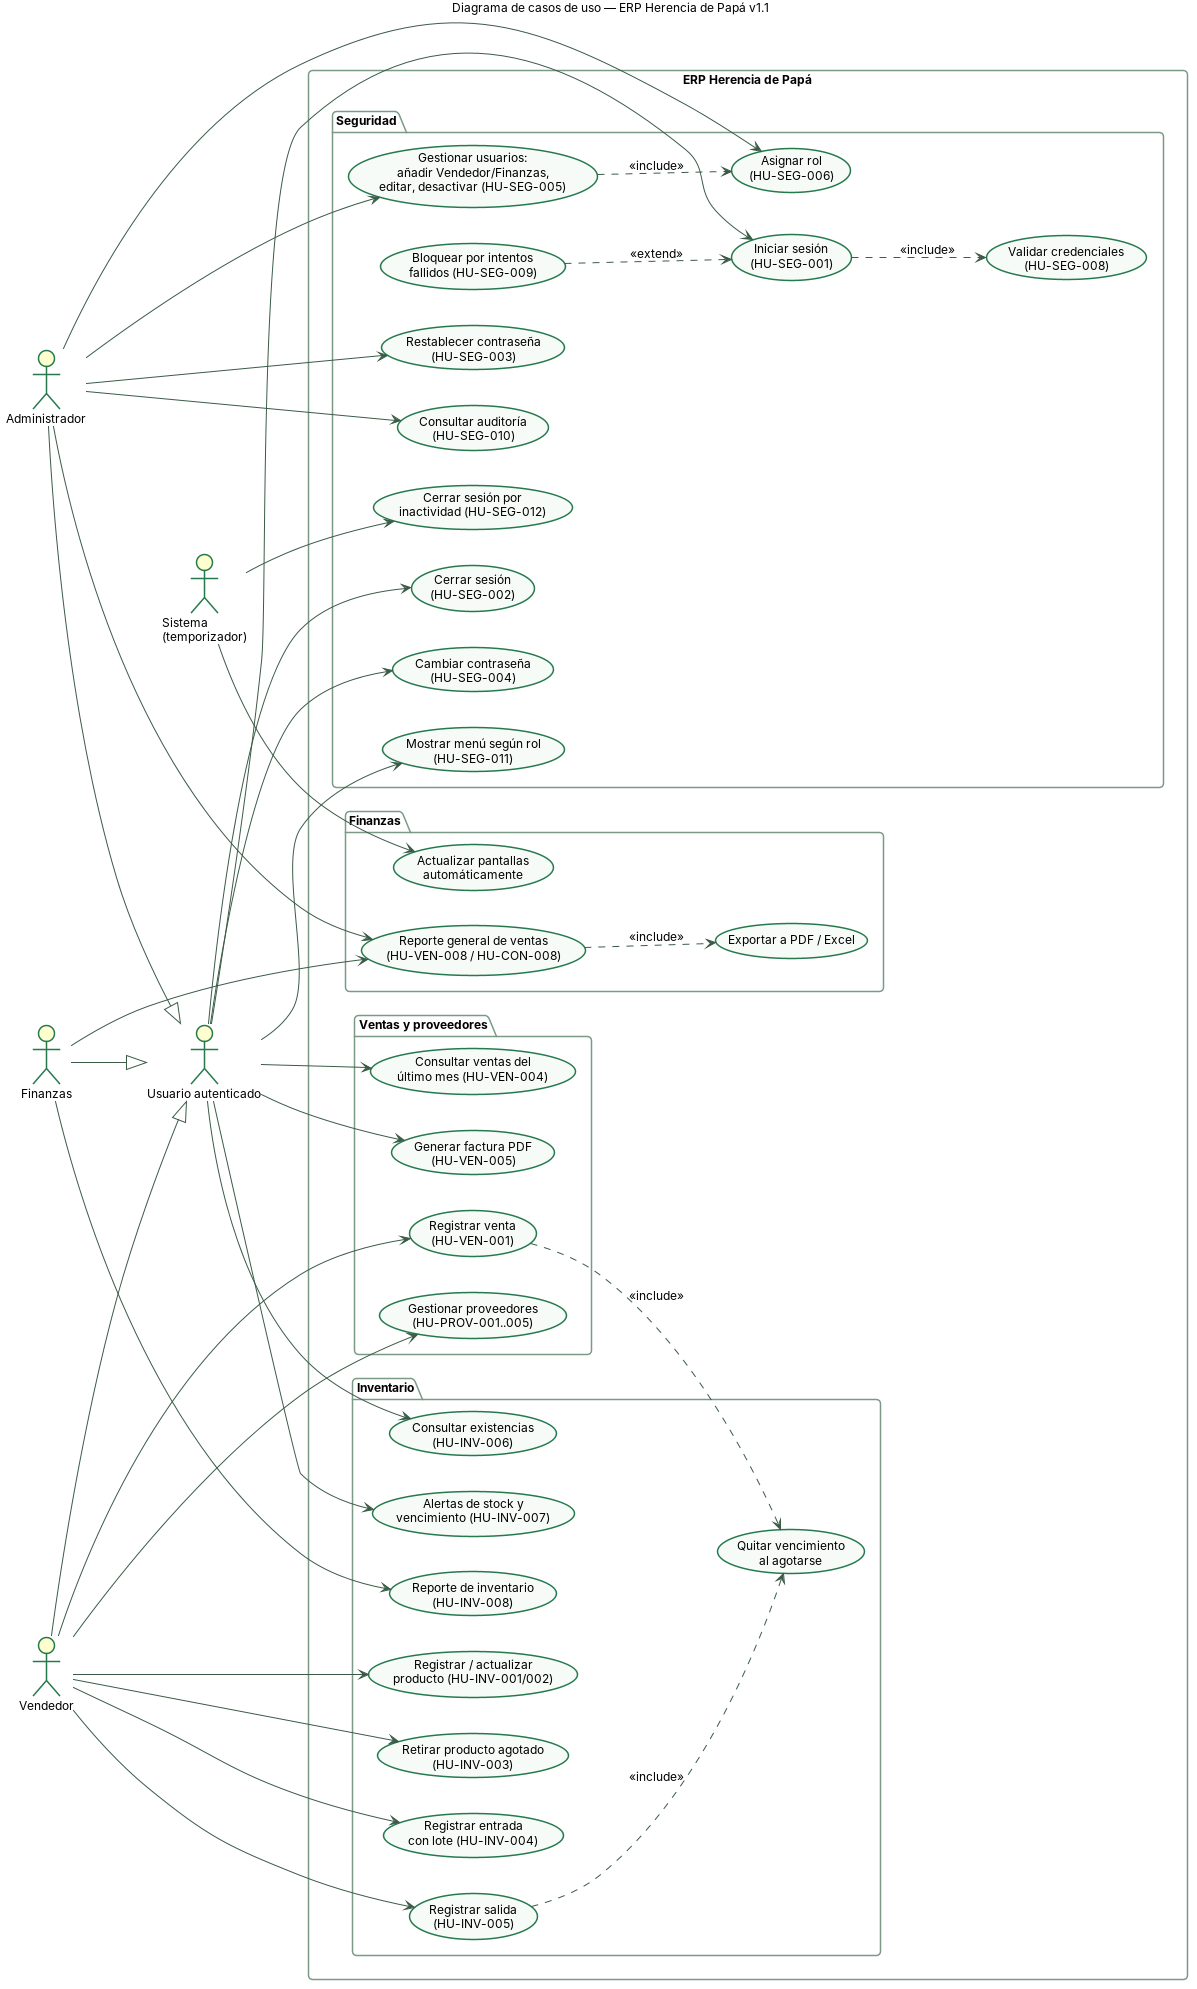 Diagrama de casos de uso — ERP Herencia de Papá v1.1
ERP Herencia de Papá
Seguridad
Gestionar usuarios:
añadir Vendedor/Finanzas,
editar, desactivar (HU-SEG-005)
«include»
Asignar rol
(HU-SEG-006)
Bloquear por intentos
fallidos (HU-SEG-009)
«extend»
Iniciar sesión
(HU-SEG-001)
«include»
Validar credenciales
(HU-SEG-008)
Restablecer contraseña
(HU-SEG-003)
Administrador
Consultar auditoría
(HU-SEG-010)
Cerrar sesión por
inactividad (HU-SEG-012)
Sistema
(temporizador)
Cerrar sesión
(HU-SEG-002)
Cambiar contraseña
(HU-SEG-004)
Mostrar menú según rol
(HU-SEG-011)
Finanzas
Actualizar pantallas
automáticamente
Reporte general de ventas
(HU-VEN-008 / HU-CON-008)
«include»
Exportar a PDF / Excel
Ventas y proveedores
Finanzas
Usuario autenticado
Consultar ventas del
último mes (HU-VEN-004)
Generar factura PDF
(HU-VEN-005)
Registrar venta
(HU-VEN-001)
«include»
Gestionar proveedores
(HU-PROV-001..005)
Inventario
Consultar existencias
(HU-INV-006)
Alertas de stock y
vencimiento (HU-INV-007)
Quitar vencimiento
al agotarse
Reporte de inventario
(HU-INV-008)
Vendedor
Registrar / actualizar
producto (HU-INV-001/002)
Retirar producto agotado
(HU-INV-003)
«include»
Registrar entrada
con lote (HU-INV-004)
Registrar salida
(HU-INV-005)